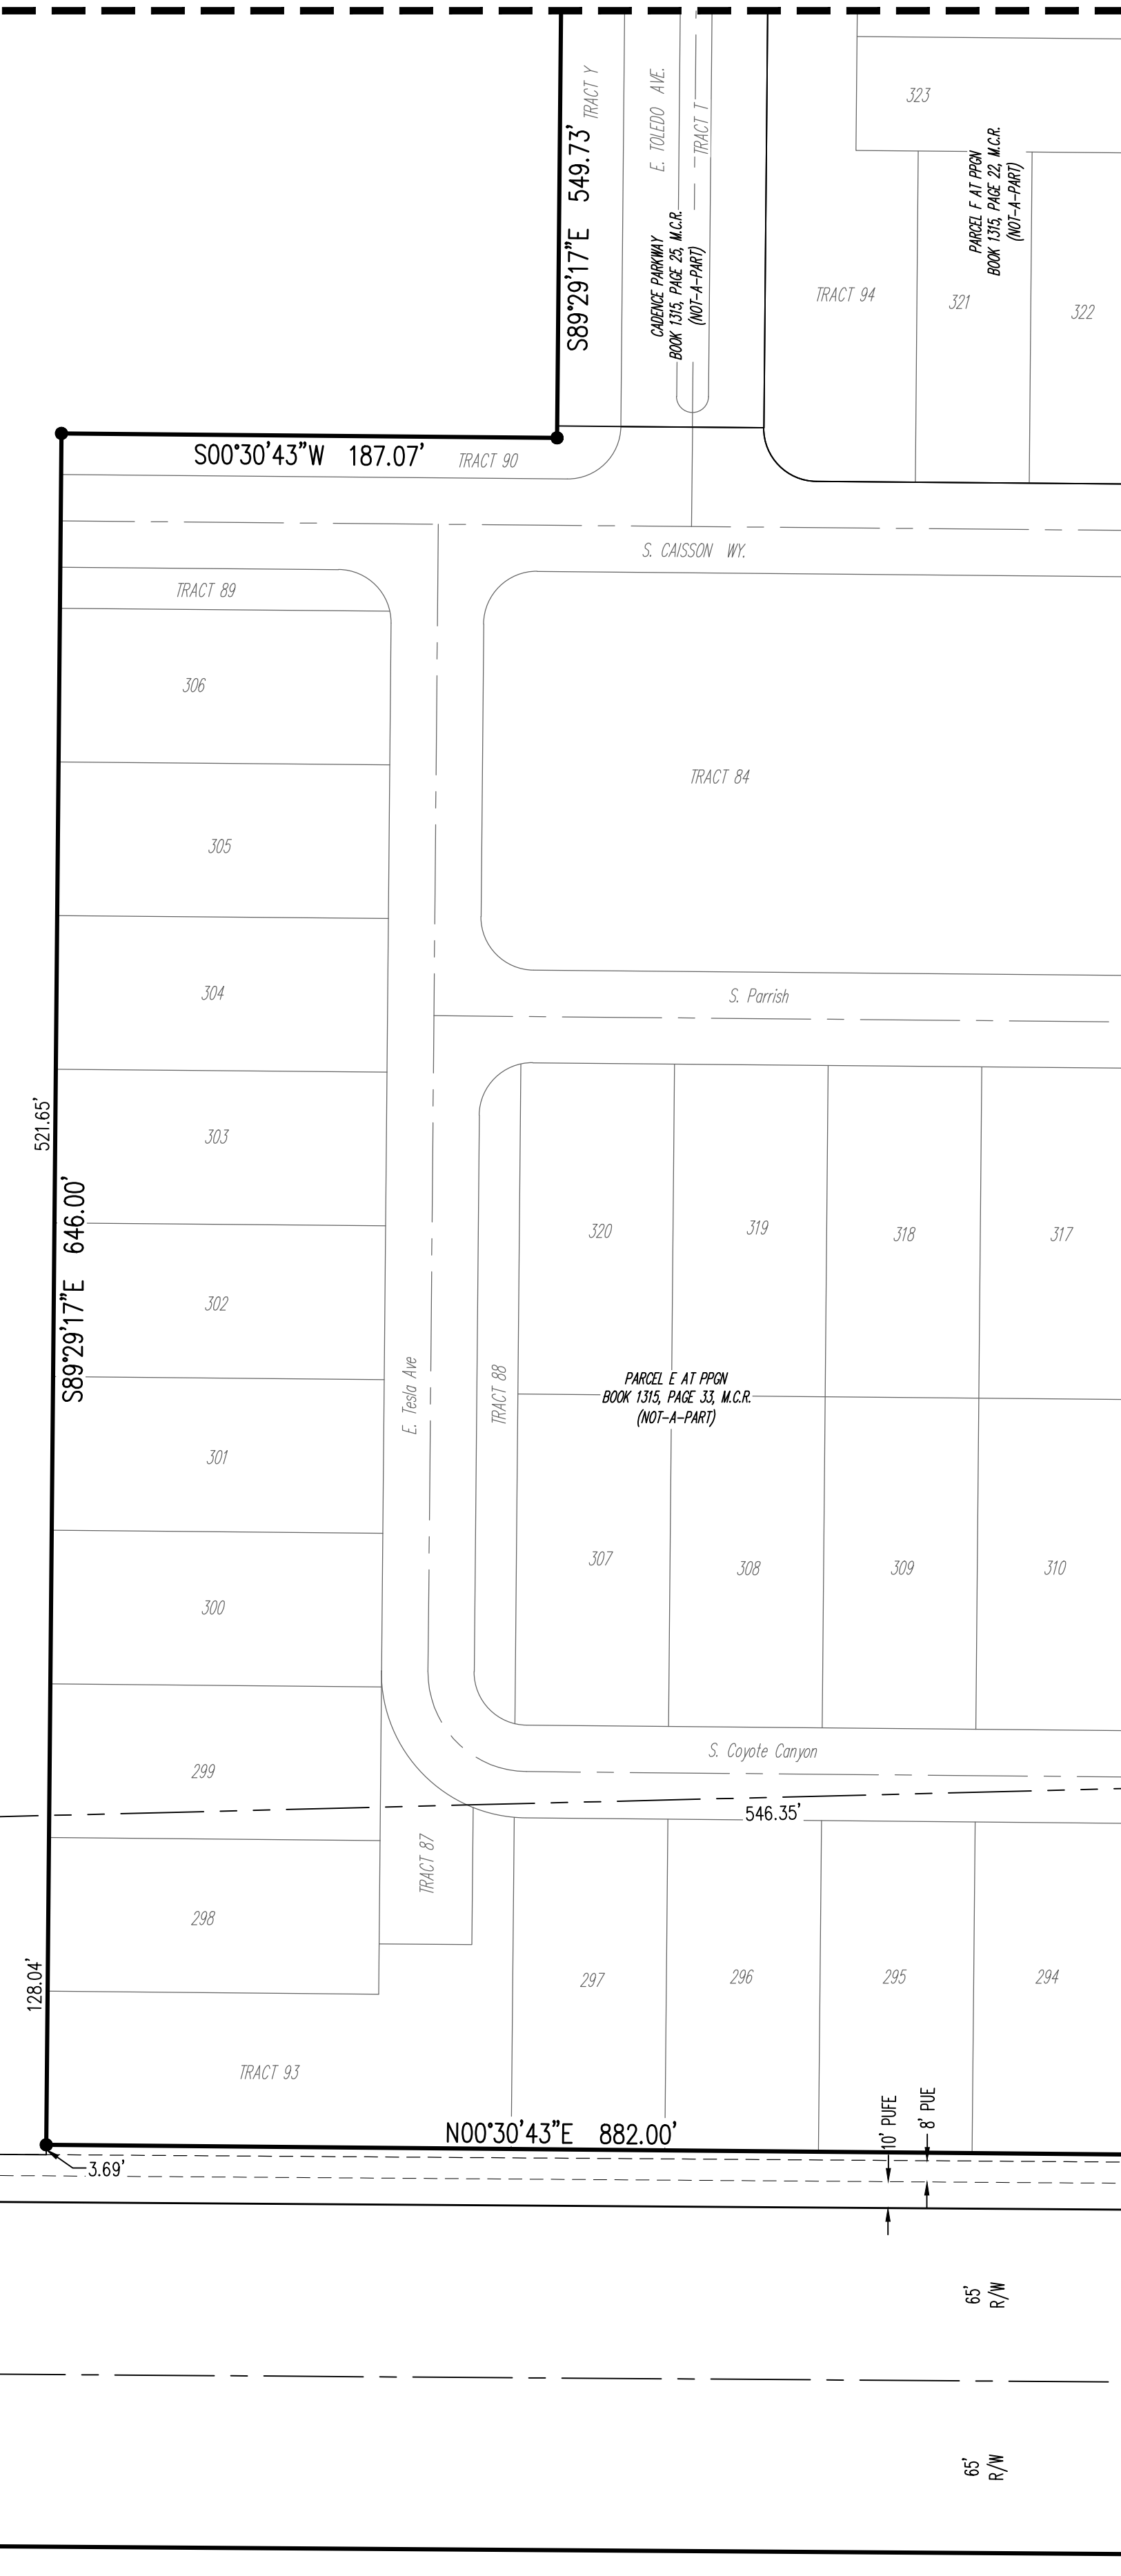 TRACT Y
E. TOLEDO AVE.
TRACT T
S89°29'17"E 549.73'
CADENCE PARKWAY
BOOK 1315, PAGE 25, M.C.R.
(NOT-A-PART)
323
PARCEL F AT PPGN
BOOK 1315, PAGE 22, M.C.R.
(NOT-A-PART)
TRACT 94
321
322
S00°30'43"W 187.07'
TRACT 90
S. CAISSON WY.
TRACT 89
306
TRACT 84
305
304
S. Parrish
521.65'
303
S89°29'17"E 646.00'
320
319
318
317
302
E. Tesla Ave
TRACT 88
PARCEL E AT PPGN
BOOK 1315, PAGE 33, M.C.R.
(NOT-A-PART)
301
307
308
309
310
300
S. Coyote Canyon
299
546.35'
TRACT 87
298
128.04'
297
296
295
294
TRACT 93
10' PUFE
8' PUE
N00°30'43"E 882.00'
3.69'
65'
R/W
65'
R/W